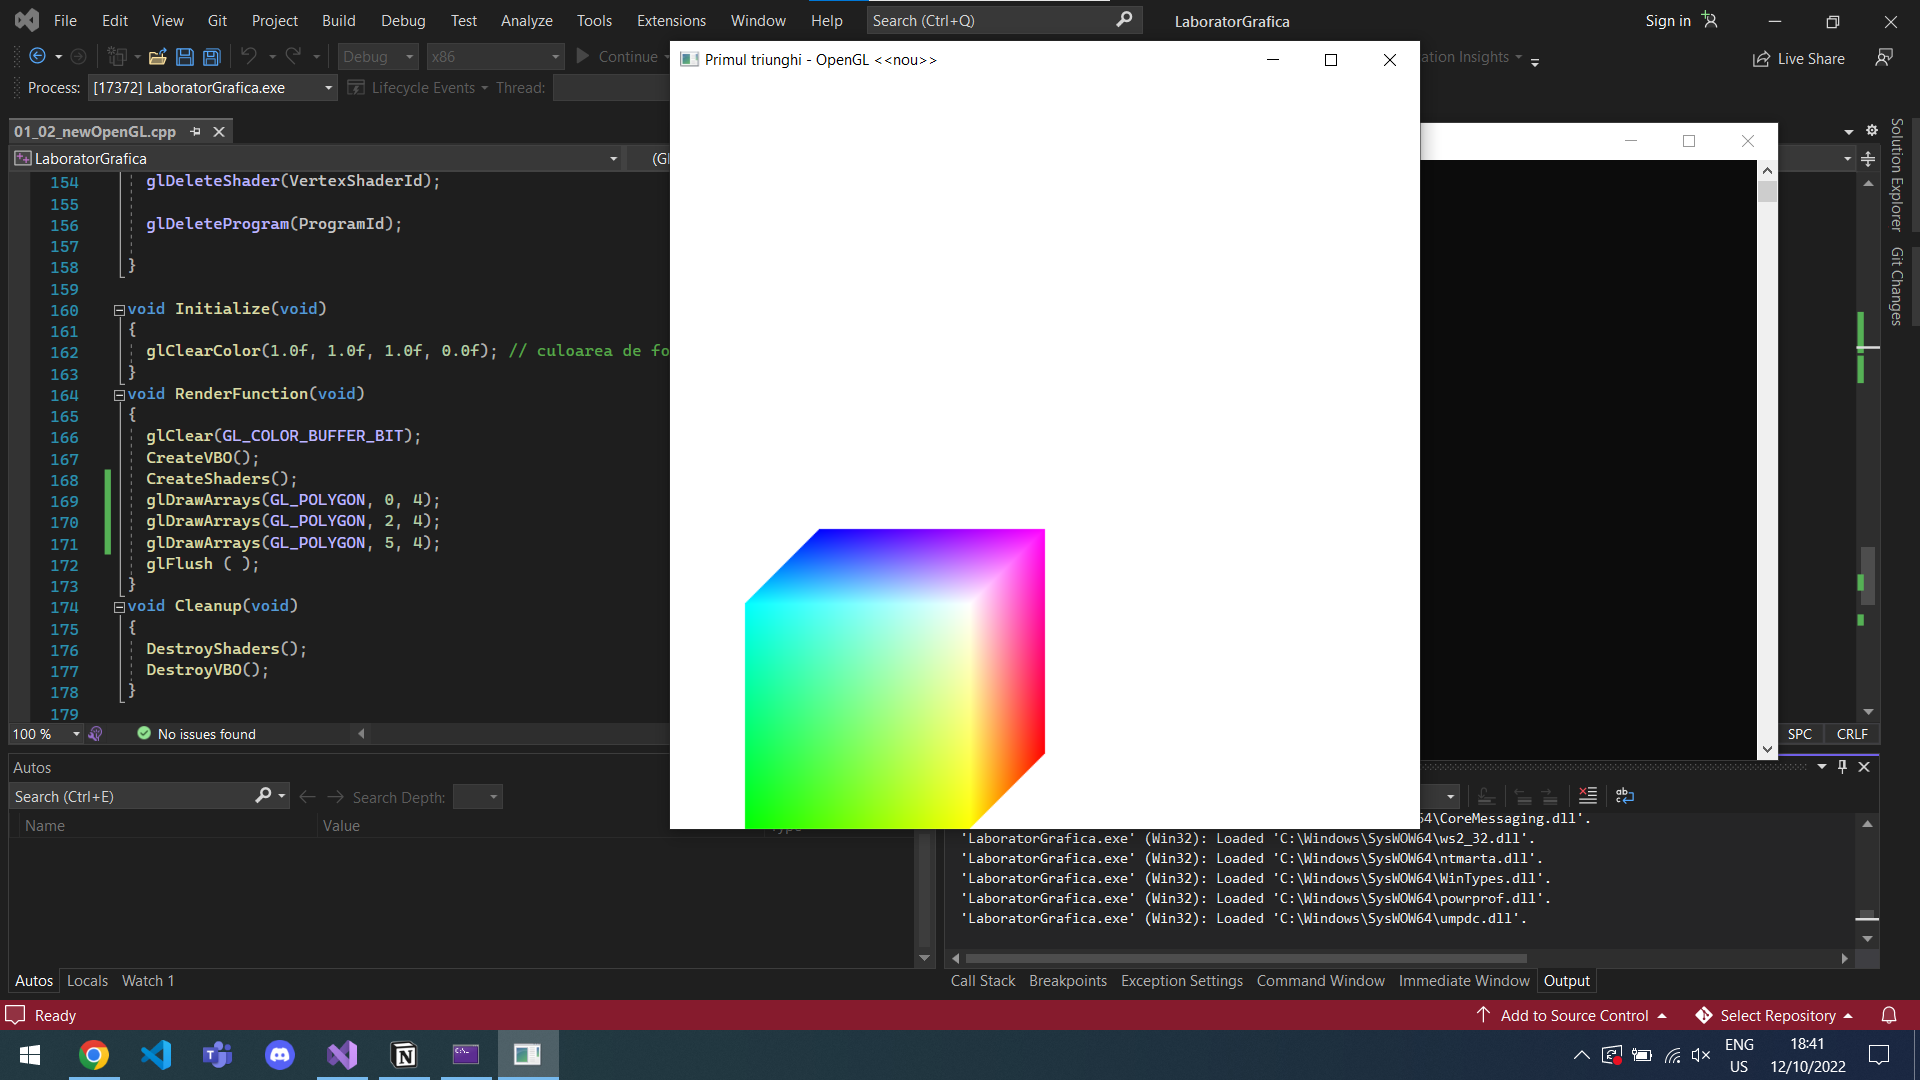 File Edit View Git Project Build Debug Test Analyze Tools Extensions Window Help Search (Ctrl+Q) LaboratorGrafica Sign in
Debug x86 Continue ation Insights Live Share
Process: [17372] LaboratorGrafica.exe Lifecycle Events Thread:
Primul triunghi - OpenGL <<nou>>
01_02_newOpenGL.cpp
LaboratorGrafica (Gl
154 glDeleteShader(VertexShaderId);
155
156 glDeleteProgram(ProgramId);
157
158 }
159
160 void Initialize(void)
161 {
162 glClearColor(1.0f, 1.0f, 1.0f, 0.0f); // culoarea de fo
163 }
164 void RenderFunction(void)
165 {
166 glClear(GL_COLOR_BUFFER_BIT);
167 CreateVBO();
168 CreateShaders();
169 glDrawArrays(GL_POLYGON, 0, 4);
170 glDrawArrays(GL_POLYGON, 2, 4);
171 glDrawArrays(GL_POLYGON, 5, 4);
172 glFlush ( );
173 }
174 void Cleanup(void)
175 {
176 DestroyShaders();
177 DestroyVBO();
178 }
179
Solution Explorer
Git Changes
100 % No issues found SPC CRLF
Autos
Search (Ctrl+E) Search Depth:
Name Value
64\CoreMessaging.dll'.
'LaboratorGrafica.exe' (Win32): Loaded 'C:\Windows\SysWOW64\ws2_32.dll'.
'LaboratorGrafica.exe' (Win32): Loaded 'C:\Windows\SysWOW64\ntmarta.dll'.
'LaboratorGrafica.exe' (Win32): Loaded 'C:\Windows\SysWOW64\WinTypes.dll'.
'LaboratorGrafica.exe' (Win32): Loaded 'C:\Windows\SysWOW64\powrprof.dll'.
'LaboratorGrafica.exe' (Win32): Loaded 'C:\Windows\SysWOW64\umpdc.dll'.
Autos Locals Watch 1
Call Stack Breakpoints Exception Settings Command Window Immediate Window Output
Ready Add to Source Control Select Repository
ENG 18:41
US 12/10/2022